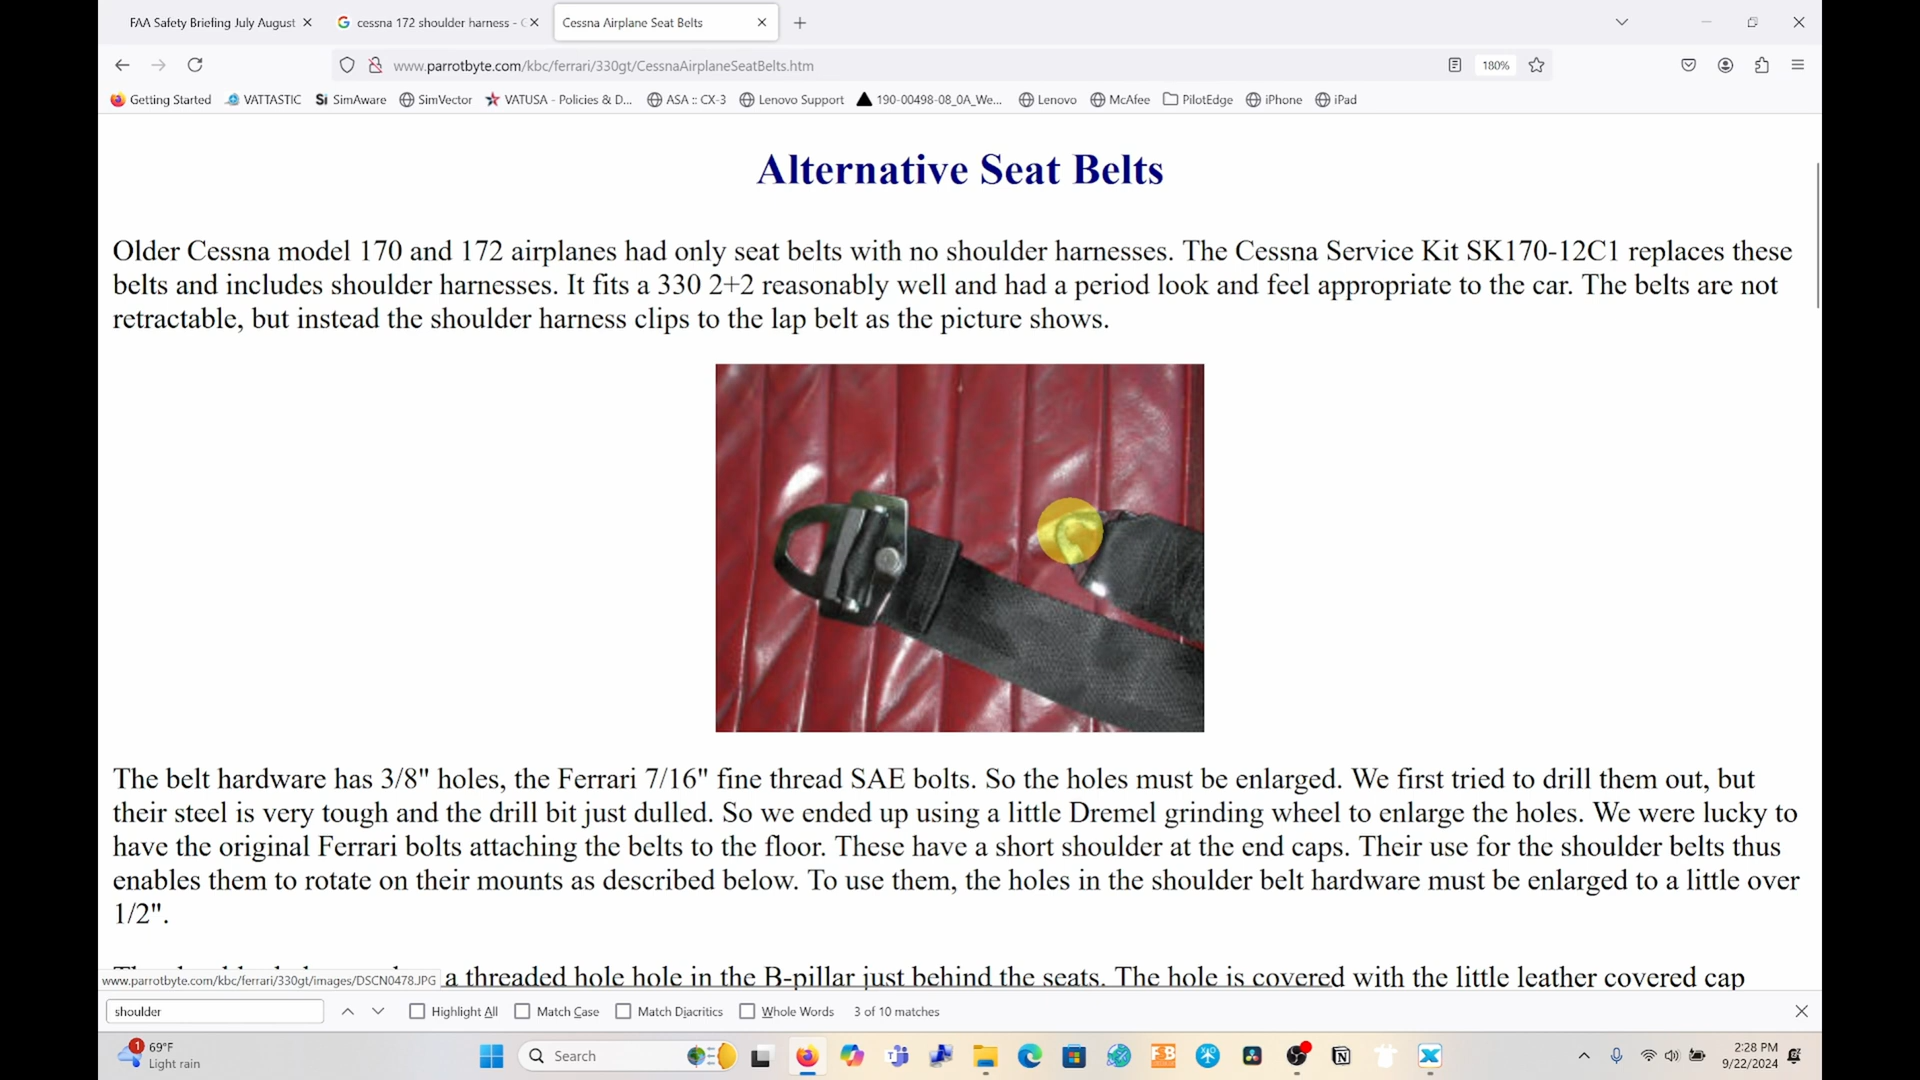 FAA Safety Briefing July August
cessna 172 shoulder harness -
Cessna Airplane Seat Belts
www.parrotbyte.com/kbc/ferrari/330gt/CessnaAirplaneSeatBelts.htm
180%
Getting Started
VATTASTIC
SimAware
SimVector
VATUSA - Policies & D...
ASA :: CX-3
Lenovo Support
190-00498-08_0A_We...
Lenovo
McAfee
PilotEdge
iPhone
iPad
Alternative Seat Belts
Older Cessna model 170 and 172 airplanes had only seat belts with no shoulder harnesses. The Cessna Service Kit SK170-12C1 replaces these
belts and includes shoulder harnesses. It fits a 330 2+2 reasonably well and had a period look and feel appropriate to the car. The belts are not
retractable, but instead the shoulder harness clips to the lap belt as the picture shows.
The belt hardware has 3/8" holes, the Ferrari 7/16" fine thread SAE bolts. So the holes must be enlarged. We first tried to drill them out, but
their steel is very tough and the drill bit just dulled. So we ended up using a little Dremel grinding wheel to enlarge the holes. We were lucky to
have the original Ferrari bolts attaching the belts to the floor. These have a short shoulder at the end caps. Their use for the shoulder belts thus
enables them to rotate on their mounts as described below. To use them, the holes in the shoulder belt hardware must be enlarged to a little over
1/2".
a threaded hole hole in the B-pillar just behind the seats. The hole is covered with the little leather covered cap
www.parrotbyte.com/kbc/ferrari/330gt/images/DSCN0478.JPG
shoulder
Highlight All
Match Case
Match Diacritics
Whole Words
3 of 10 matches
1
69°F
Light rain
Search
2:28 PM
9/22/2024